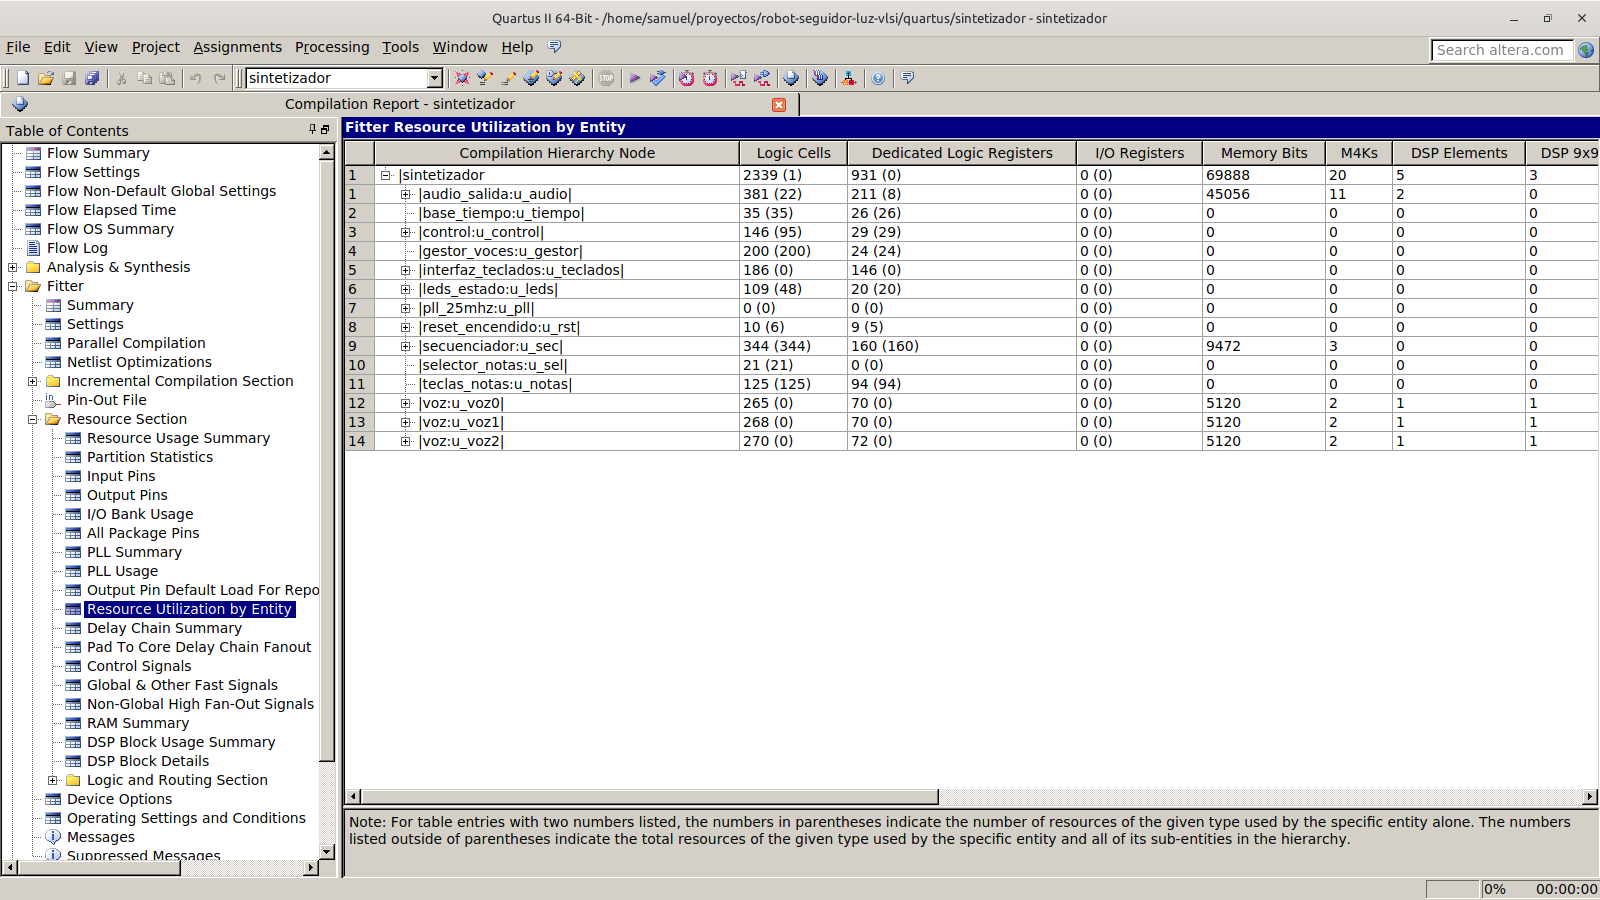 Quartus II 64-Bit - /home/samuel/proyectos/robot-seguidor-luz-vlsi/quartus/sintetizador - sintetizador
File Edit View Project Assignments Processing Tools Window Help
Search altera.com
sintetizador
STOP
Compilation Report - sintetizador
Table of Contents
Flow Summary
Flow Settings
Flow Non-Default Global Settings
Flow Elapsed Time
Flow OS Summary
Flow Log
Analysis & Synthesis
Fitter
Summary
Settings
Parallel Compilation
Netlist Optimizations
Incremental Compilation Section
Pin-Out File
Resource Section
Resource Usage Summary
Partition Statistics
Input Pins
Output Pins
I/O Bank Usage
All Package Pins
PLL Summary
PLL Usage
Output Pin Default Load For Repo
Resource Utilization by Entity
Delay Chain Summary
Pad To Core Delay Chain Fanout
Control Signals
Global & Other Fast Signals
Non-Global High Fan-Out Signals
RAM Summary
DSP Block Usage Summary
DSP Block Details
Logic and Routing Section
Device Options
Operating Settings and Conditions
Messages
Suppressed Messages
Fitter Resource Utilization by Entity
Compilation Hierarchy Node Logic Cells Dedicated Logic Registers I/O Registers Memory Bits M4Ks DSP Elements DSP 9x9
1 |sintetizador 2339 (1) 931 (0) 0 (0) 69888 20 5 3
1 |audio_salida:u_audio| 381 (22) 211 (8) 0 (0) 45056 11 2 0
2 |base_tiempo:u_tiempo| 35 (35) 26 (26) 0 (0) 0 0 0 0
3 |control:u_control| 146 (95) 29 (29) 0 (0) 0 0 0 0
4 |gestor_voces:u_gestor| 200 (200) 24 (24) 0 (0) 0 0 0 0
5 |interfaz_teclados:u_teclados| 186 (0) 146 (0) 0 (0) 0 0 0 0
6 |leds_estado:u_leds| 109 (48) 20 (20) 0 (0) 0 0 0 0
7 |pll_25mhz:u_pll| 0 (0) 0 (0) 0 (0) 0 0 0 0
8 |reset_encendido:u_rst| 10 (6) 9 (5) 0 (0) 0 0 0 0
9 |secuenciador:u_sec| 344 (344) 160 (160) 0 (0) 9472 3 0 0
10 |selector_notas:u_sel| 21 (21) 0 (0) 0 (0) 0 0 0 0
11 |teclas_notas:u_notas| 125 (125) 94 (94) 0 (0) 0 0 0 0
12 |voz:u_voz0| 265 (0) 70 (0) 0 (0) 5120 2 1 1
13 |voz:u_voz1| 268 (0) 70 (0) 0 (0) 5120 2 1 1
14 |voz:u_voz2| 270 (0) 72 (0) 0 (0) 5120 2 1 1
Note: For table entries with two numbers listed, the numbers in parentheses indicate the number of resources of the given type used by the specific entity alone. The numbers
listed outside of parentheses indicate the total resources of the given type used by the specific entity and all of its sub-entities in the hierarchy.
0% 00:00:00